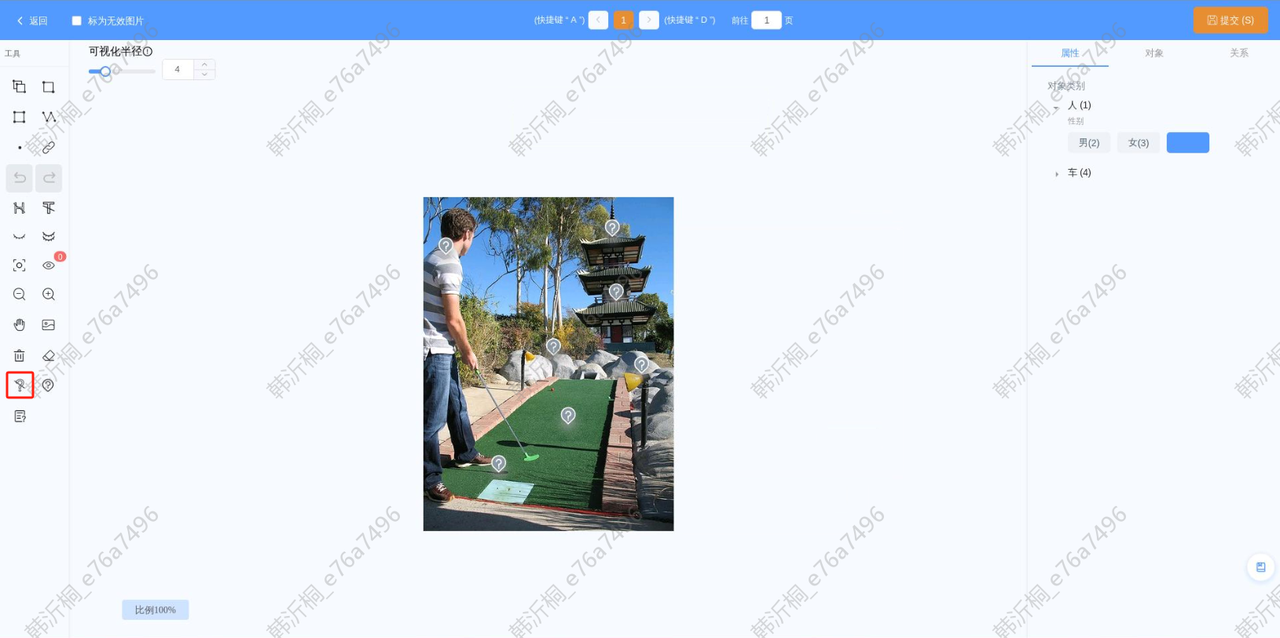 返回
标为无效图片
(快捷键 “ A ”)
1
(快捷键 “ D ”)
前往 1 页
提交 (S)
工具
可视化半径
4
0
属性
对象
关系
对象类别
人 (1)
性别
男(2)
女(3)
车 (4)
比例100%
韩沂桐_e76a7496